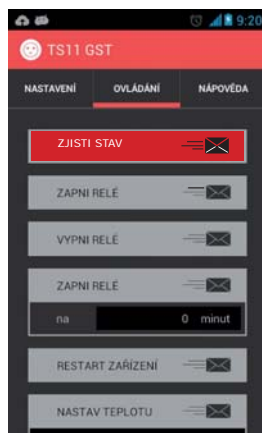 9:20
TS11 GST
NASTAVENÍ OVLÁDÁNÍ NÁPOVĚDA
ZJISTI STAV
ZAPNI RELÉ
VYPNI RELÉ
ZAPNI RELÉ
na 0 minut
RESTART ZAŘÍZENÍ
NASTAV TEPLOTU